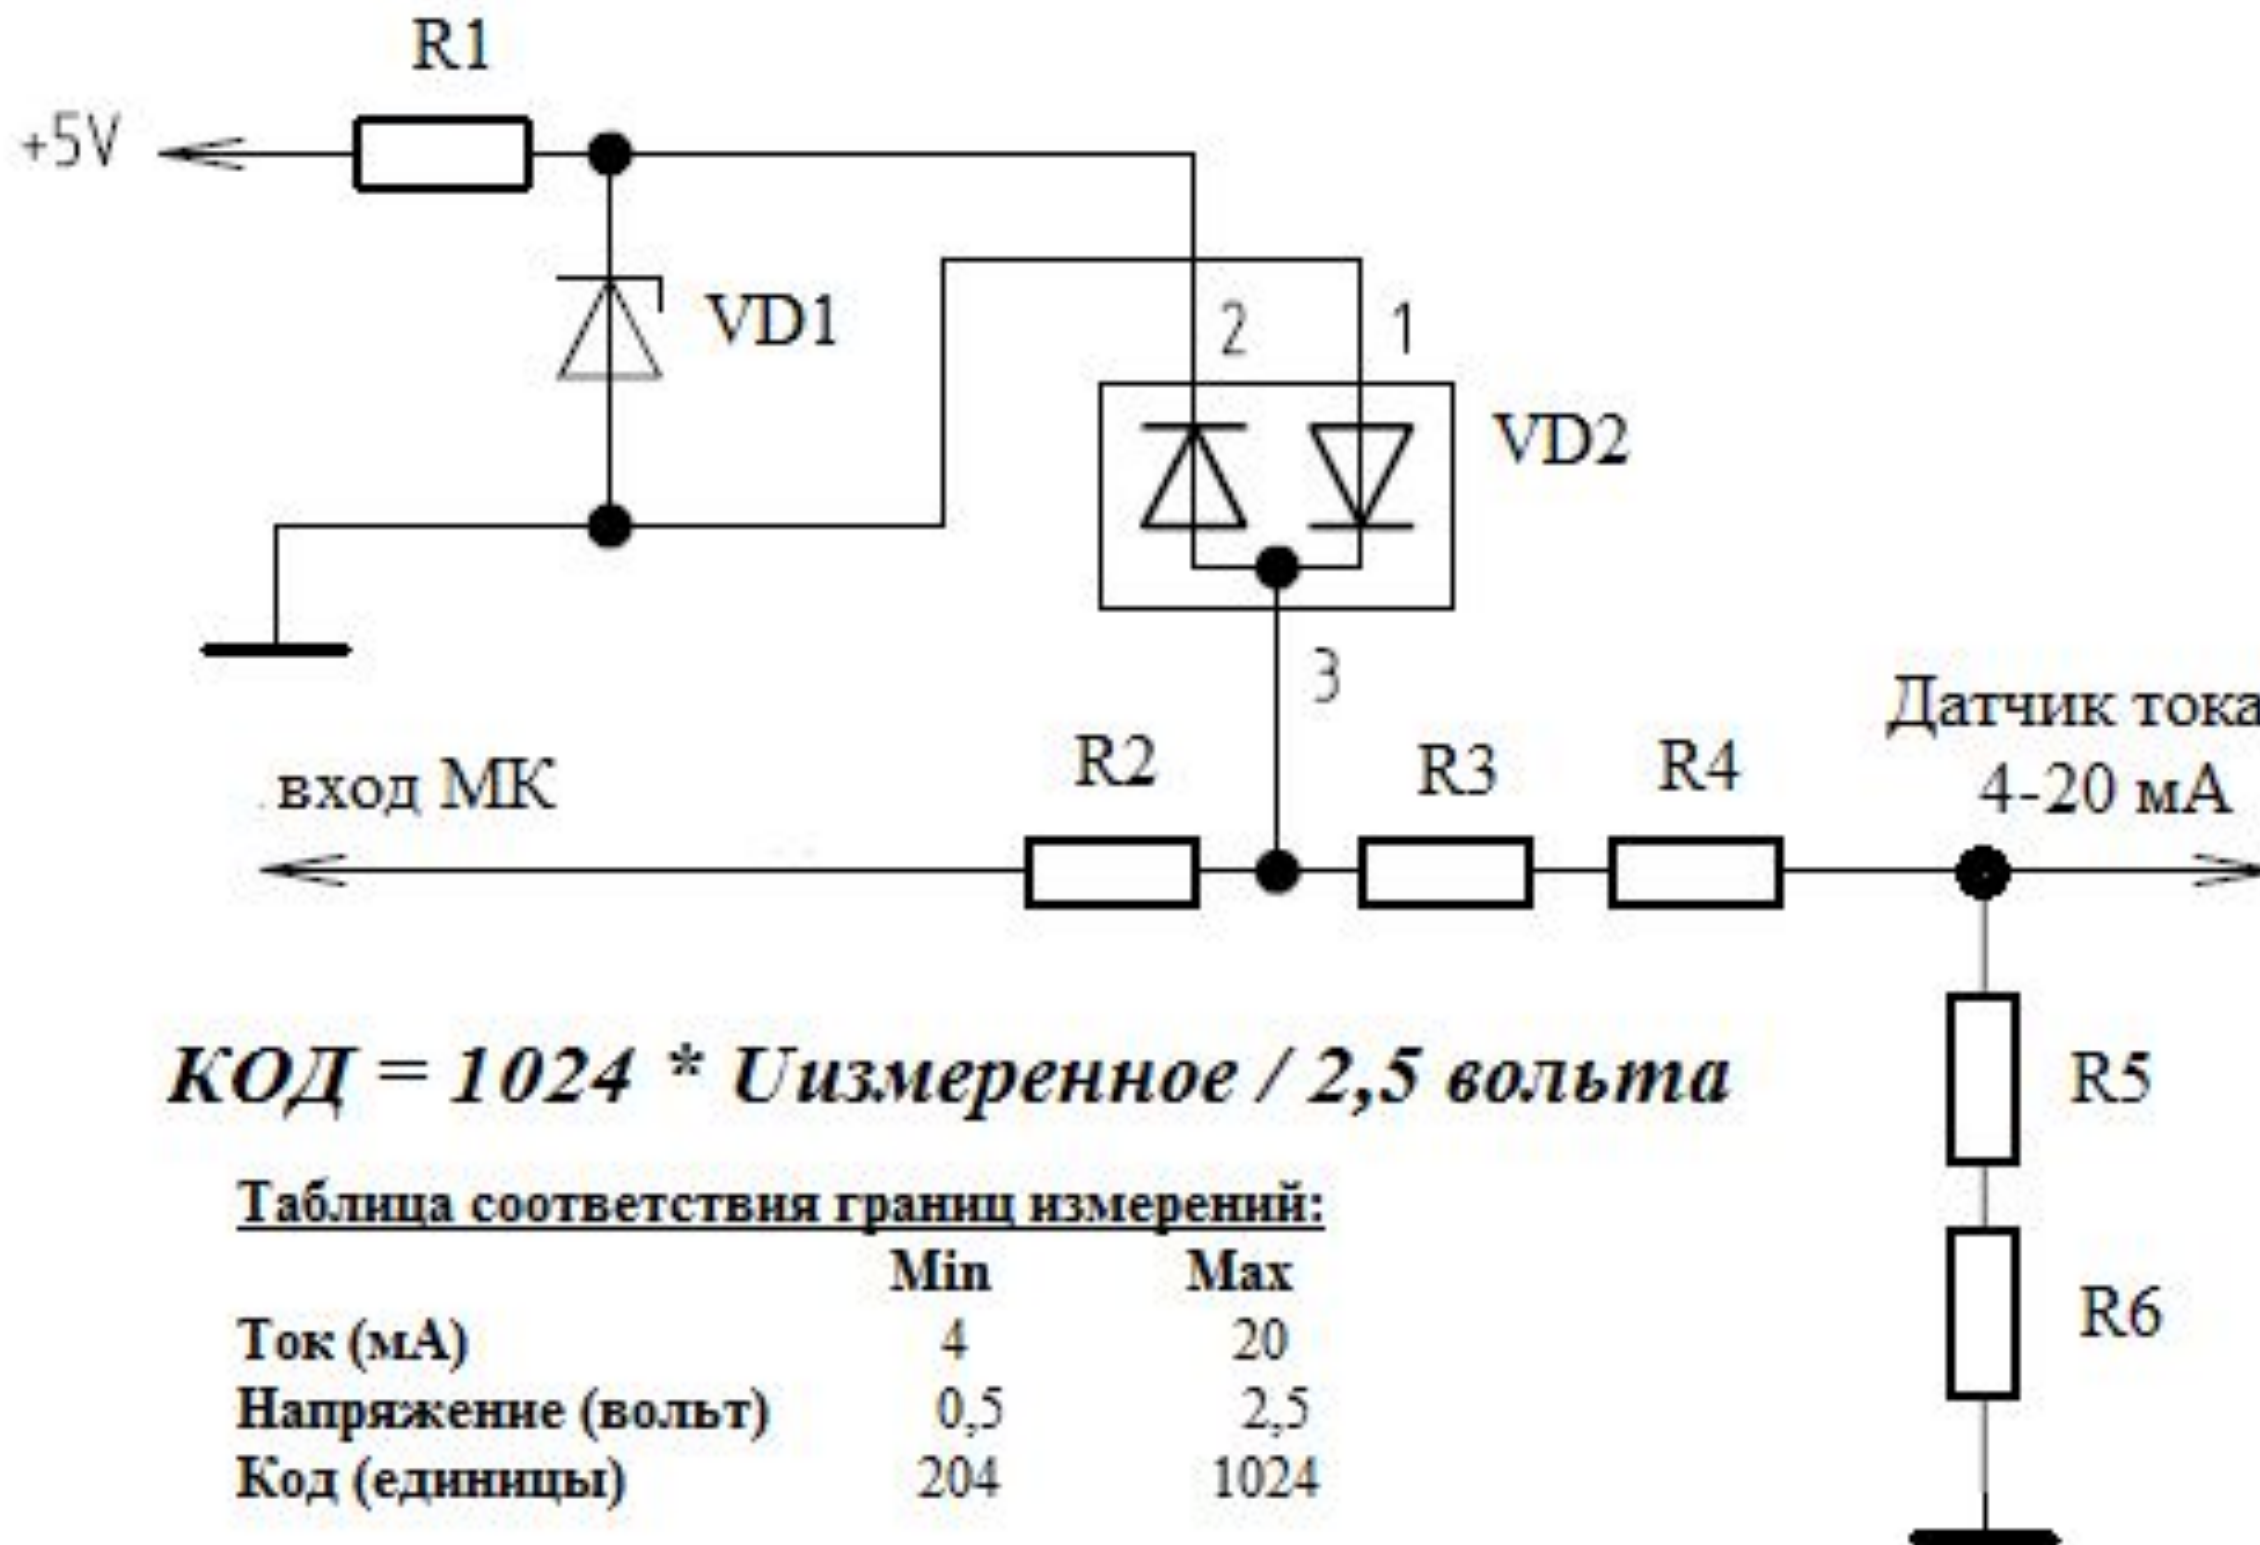 R1
+5V
VD1
2
1
VD2
3
Датчик тока
4-20 мА
вход МК
R2
R3
R4
КОД = 1024 * Uизмеренное / 2,5 вольта
R5
Таблица соответствия границ измерений:
Min Max
Ток (мА) 4 20
R6
Напряжение (вольт) 0,5 2,5
Код (единицы) 204 1024